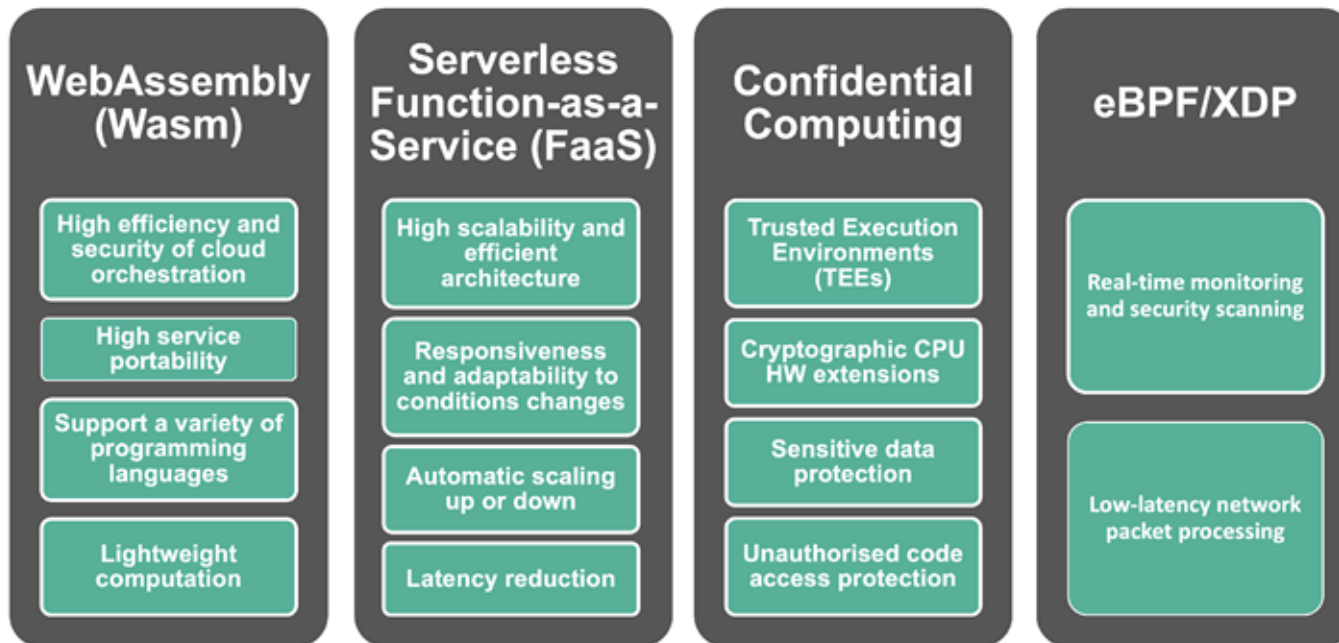 WebAssembly
(Wasm)
High efficiency and
security of cloud
orchestration
High service
portability
Support a variety of
programming
languages
Lightweight
computation
Serverless
Function-as-a-
Service (FaaS)
High scalability and
efficient
architecture
Responsiveness
and adaptability to
conditions changes
Automatic scaling
up or down
Latency reduction
Confidential
Computing
Trusted Execution
Environments
(TEEs)
Cryptographic CPU
HW extensions
Sensitive data
protection
Unauthorised code
access protection
eBPF/XDP
Real-time monitoring
and security scanning
Low-latency network
packet processing